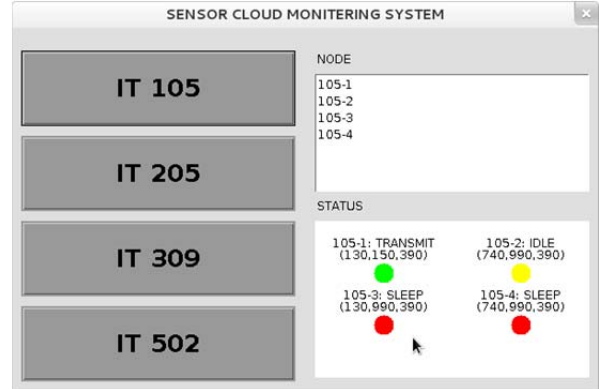 SENSOR CLOUD MONITERING SYSTEM
IT 105
IT 205
IT 309
IT 502
NODE
105-1
105-2
105-3
105-4
STATUS
105-1: TRANSMIT
(130,150,390)
105-2: IDLE
(740,990,390)
105-3: SLEEP
(130,990,390)
105-4: SLEEP
(740,990,390)